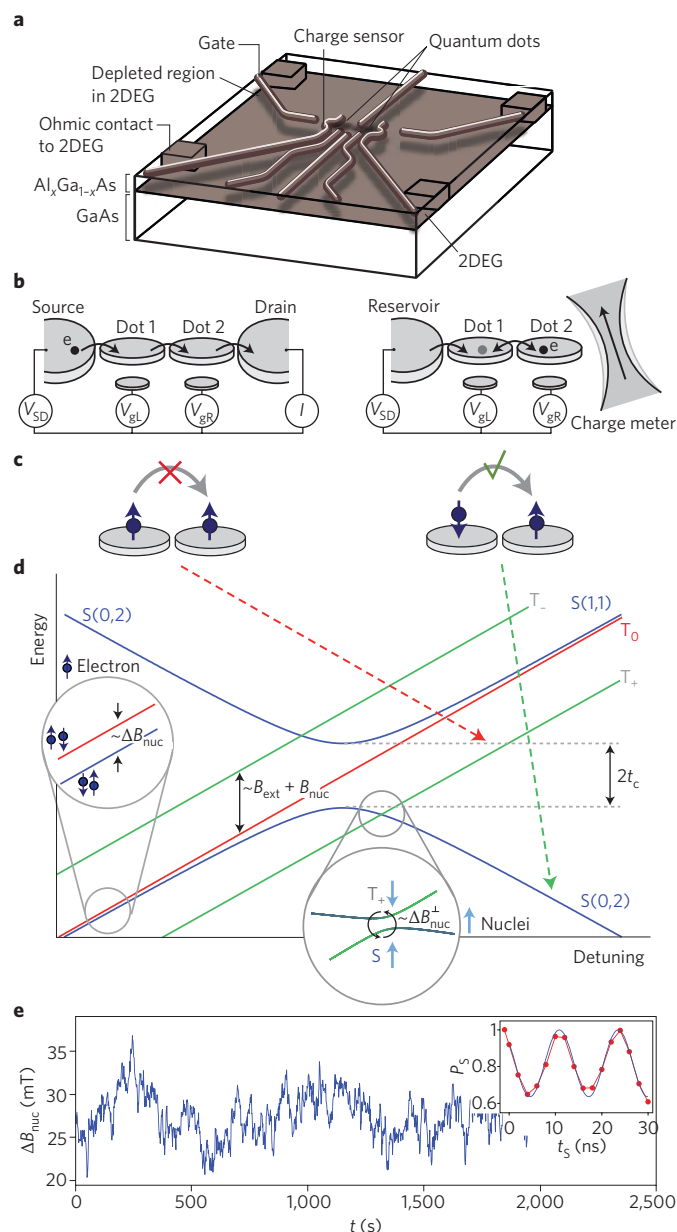 a
Gate
Charge sensor
Quantum dots
Depleted region
in 2DEG
Ohmic contact
to 2DEG
AlxGa1–xAs
GaAs
2DEG
b
Source
Drain
Dot 1
Dot 2
e
VSD
VgL
VgR
I
Reservoir
Dot 1
Dot 2
e
VSD
VgL
VgR
Charge meter
c
d
S(0,2)
T–
S(1,1)
T0
T+
Energy
Electron
~ΔBnuc
~Bext + Bnuc
2tc
T+
~ΔB⊥nuc
S
Nuclei
S(0,2)
Detuning
e
35
30
25
20
ΔBnuc (mT)
0
500
1,000
1,500
2,000
2,500
t (s)
1
0.8
0.6
PS
0
10
20
30
tS (ns)